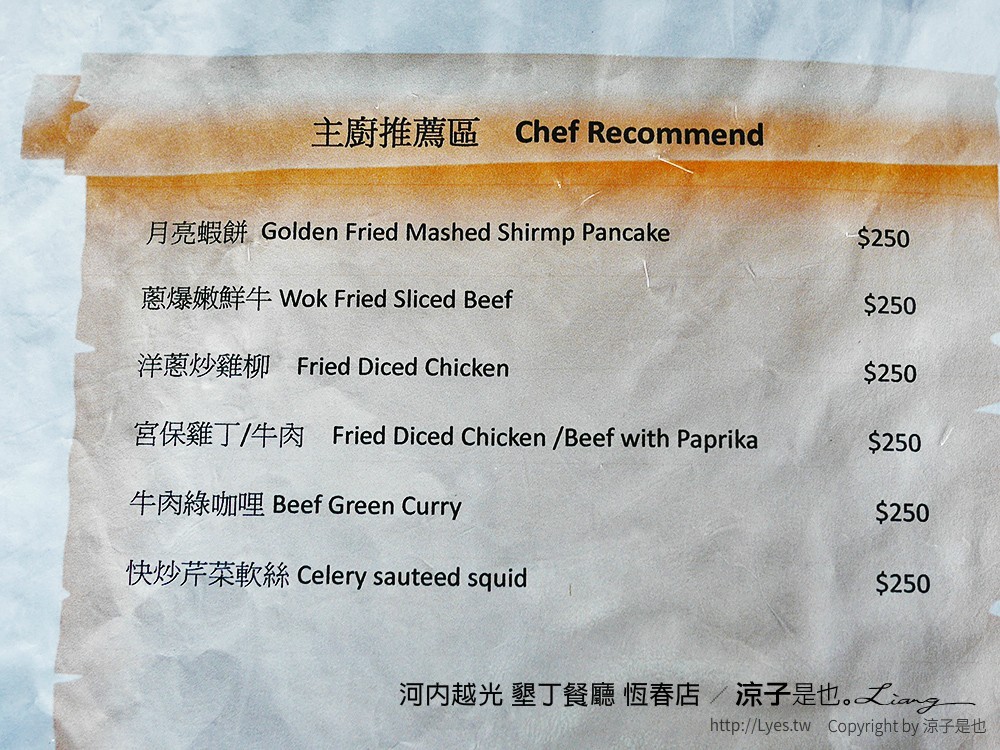 主廚推薦區 Chef Recommend
月亮蝦餅 Golden Fried Mashed Shirmp Pancake $250
蔥爆嫩鮮牛 Wok Fried Sliced Beef $250
洋蔥炒雞柳 Fried Diced Chicken $250
宮保雞丁/牛肉 Fried Diced Chicken /Beef with Paprika $250
牛肉綠咖哩 Beef Green Curry $250
快炒芹菜軟絲 Celery sauteed squid $250
河內越光 墾丁餐廳 恆春店 / 涼子是也。Liang
http://Lyes.tw Copyright by 涼子是也